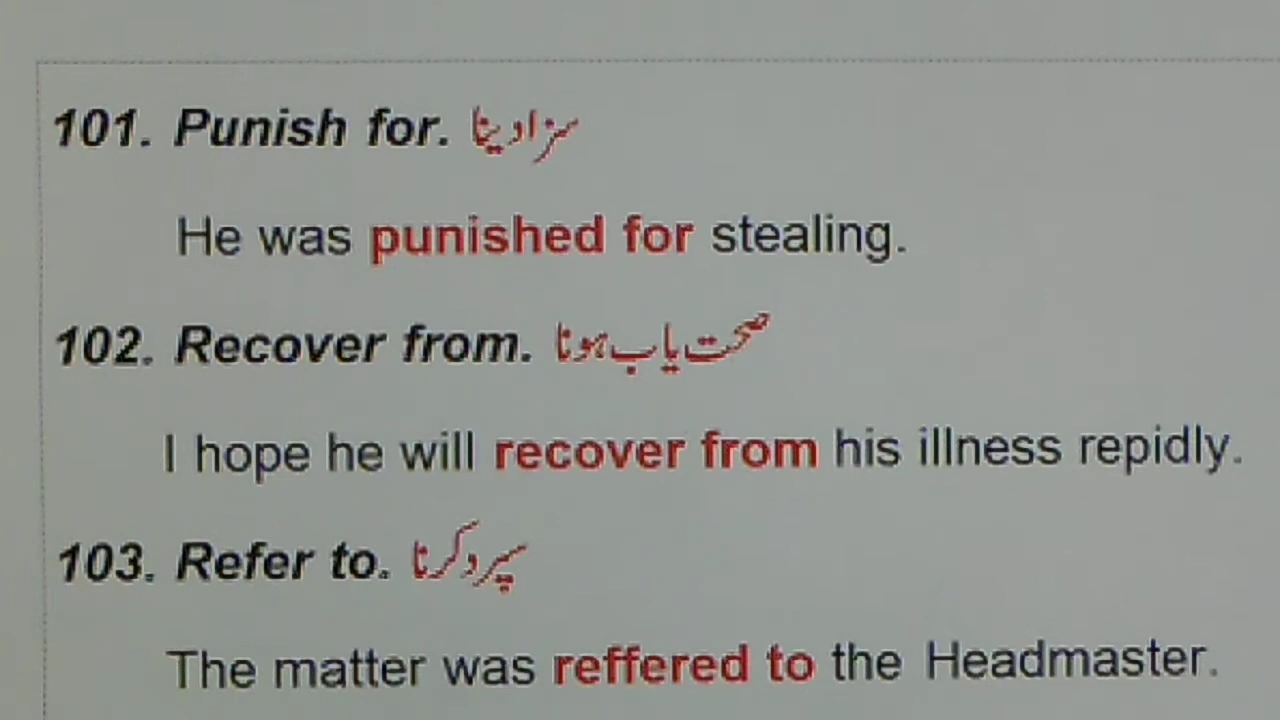 101. Punish for. سزا دینا
He was punished for stealing.
102. Recover from. صحت یاب ہونا
I hope he will recover from his illness repidly.
103. Refer to. سپرد کرنا
The matter was reffered to the Headmaster.